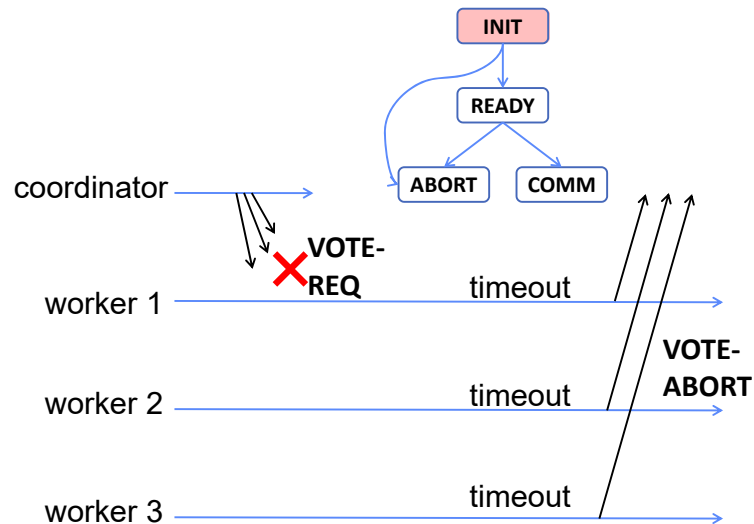 INIT
READY
ABORT
COMM
coordinator
VOTE-
REQ
worker 1
timeout
VOTE-
ABORT
worker 2
timeout
worker 3
timeout